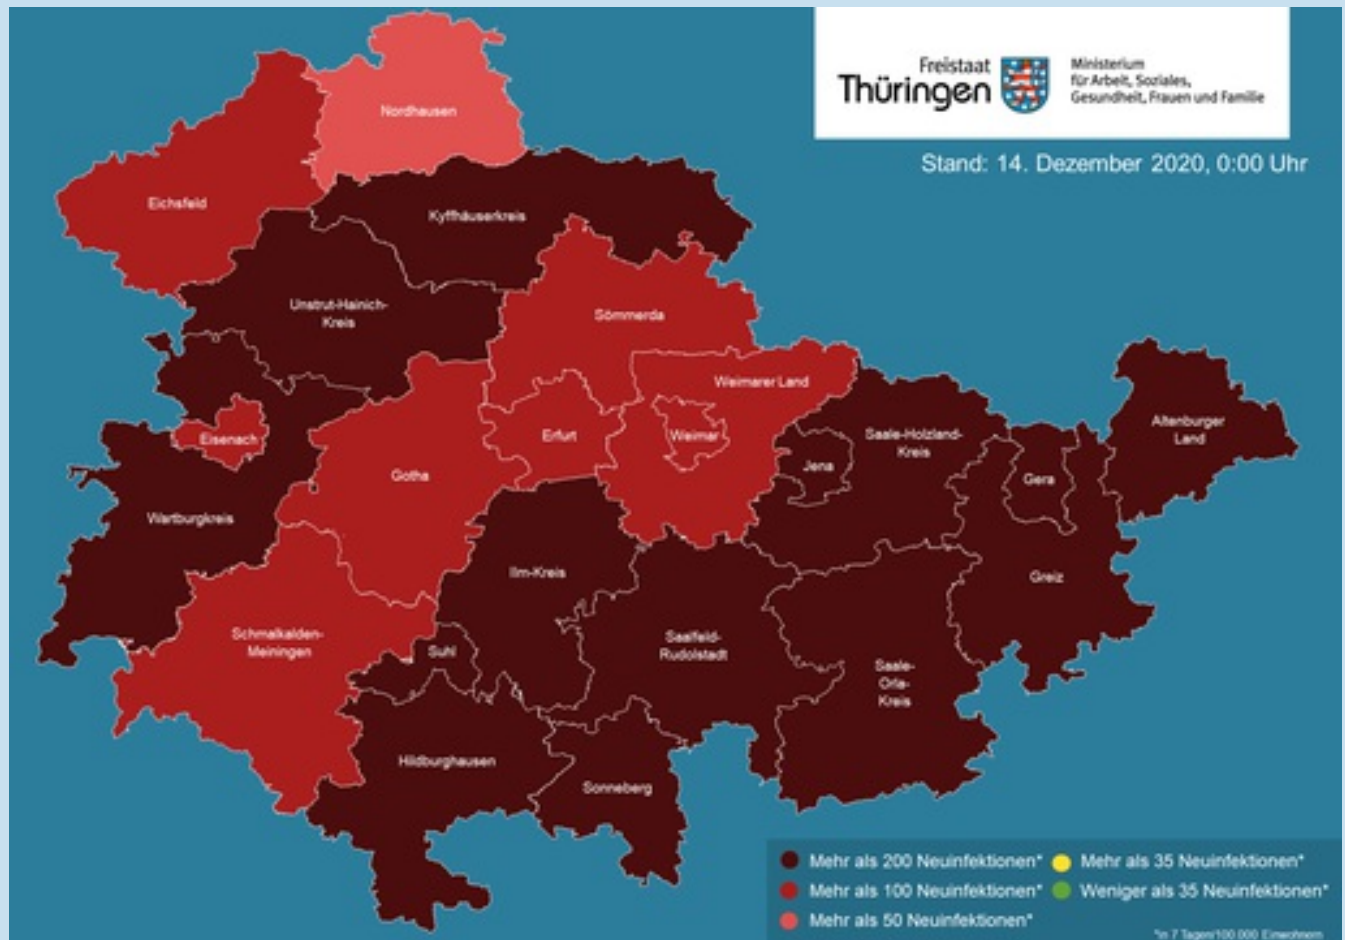 Freistaat
Thüringen
Ministerium
für Arbeit, Soziales,
Gesundheit, Frauen und Familie
Stand: 14. Dezember 2020, 0:00 Uhr
Nordhausen
Eichsfeld
Kyffhäuserkreis
Unstrut-Hainich-
Kreis
Sömmerda
Weimarer Land
Eisenach
Erfurt
Weimar
Gotha
Jena
Saale-Holzland-
Kreis
Gera
Altenburger
Land
Wartburgkreis
Ilm-Kreis
Greiz
Schmalkalden-
Meiningen
Suhl
Saalfeld-
Rudolstadt
Saale-
Orla-
Kreis
Hildburghausen
Sonneberg
Mehr als 200 Neuinfektionen*
Mehr als 100 Neuinfektionen*
Mehr als 50 Neuinfektionen*
Mehr als 35 Neuinfektionen*
Weniger als 35 Neuinfektionen*
*in 7 Tagen/100.000 Einwohnern